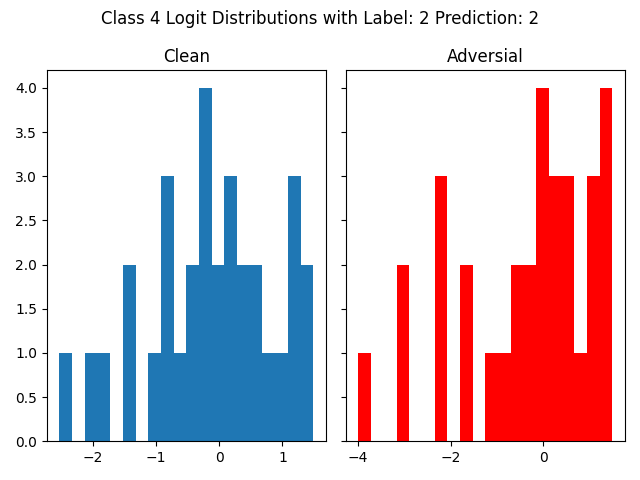 Class 4 Logit Distributions with Label: 2 Prediction: 2
Clean
Adversial
4.0
3.5
3.0
2.5
2.0
1.5
1.0
0.5
0.0
−2 −1 0 1
−4 −2 0